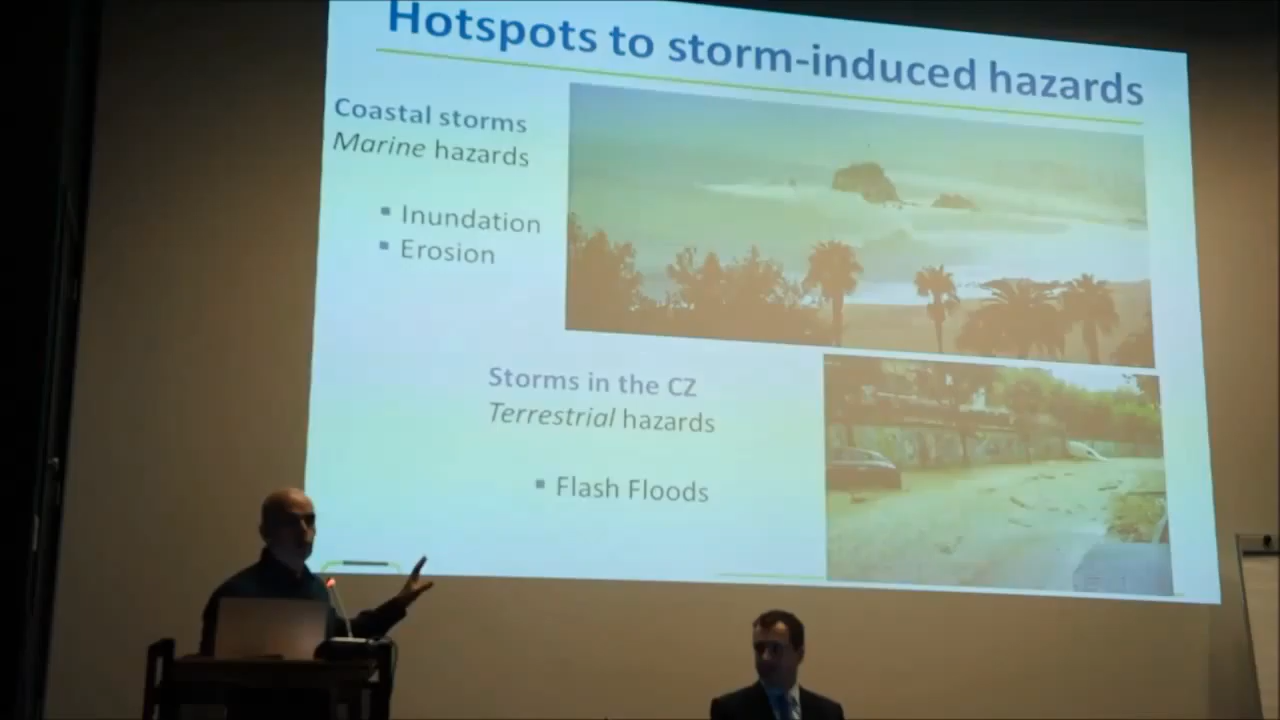 Hotspots to storm-induced hazards
Coastal storms
Marine hazards
▪ Inundation
▪ Erosion
Storms in the CZ
Terrestrial hazards
▪ Flash Floods